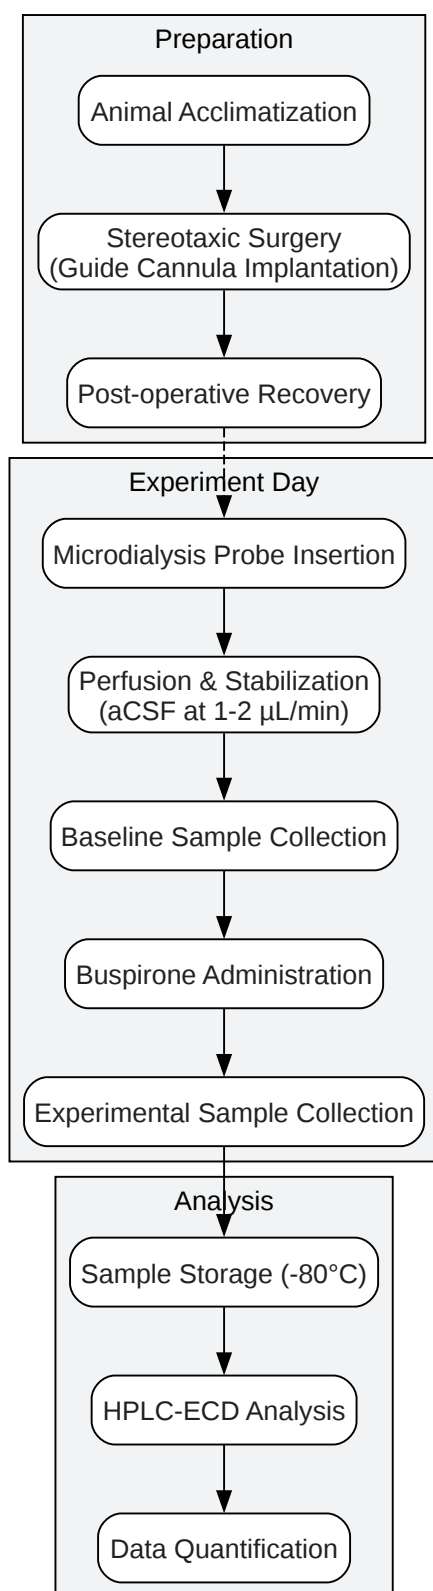 Preparation
Animal Acclimatization
Stereotaxic Surgery
(Guide Cannula Implantation)
Post-operative Recovery
Experiment Day
Microdialysis Probe Insertion
Perfusion & Stabilization
(aCSF at 1-2 µL/min)
Baseline Sample Collection
Buspirone Administration
Experimental Sample Collection
Analysis
Sample Storage (-80°C)
HPLC-ECD Analysis
Data Quantification